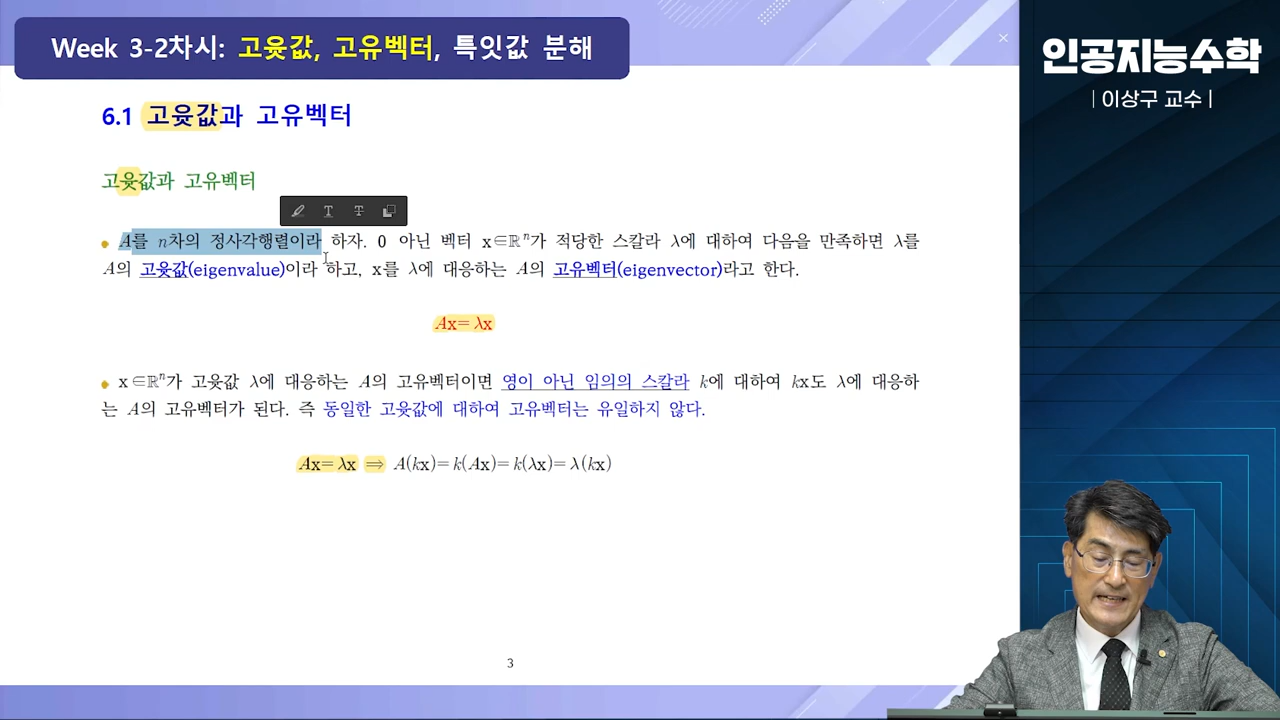 Week 3-2차시: 고윳값, 고유벡터, 특잇값 분해
인공지능수학
| 이상구 교수 |
6.1 고윳값과 고유벡터
고윳값과 고유벡터
A를 n차의 정사각행렬이라 하자. 0 아닌 벡터 x∈ℝⁿ가 적당한 스칼라 λ에 대하여 다음을 만족하면 λ를
A의 고윳값(eigenvalue)이라 하고, x를 λ에 대응하는 A의 고유벡터(eigenvector)라고 한다.
Ax=λx
x∈ℝⁿ가 고윳값 λ에 대응하는 A의 고유벡터이면 영이 아닌 임의의 스칼라 k에 대하여 kx도 λ에 대응하
는 A의 고유벡터가 된다. 즉 동일한 고윳값에 대하여 고유벡터는 유일하지 않다.
Ax=λx ⟹ A(kx)=k(Ax)=k(λx)=λ(kx)
3